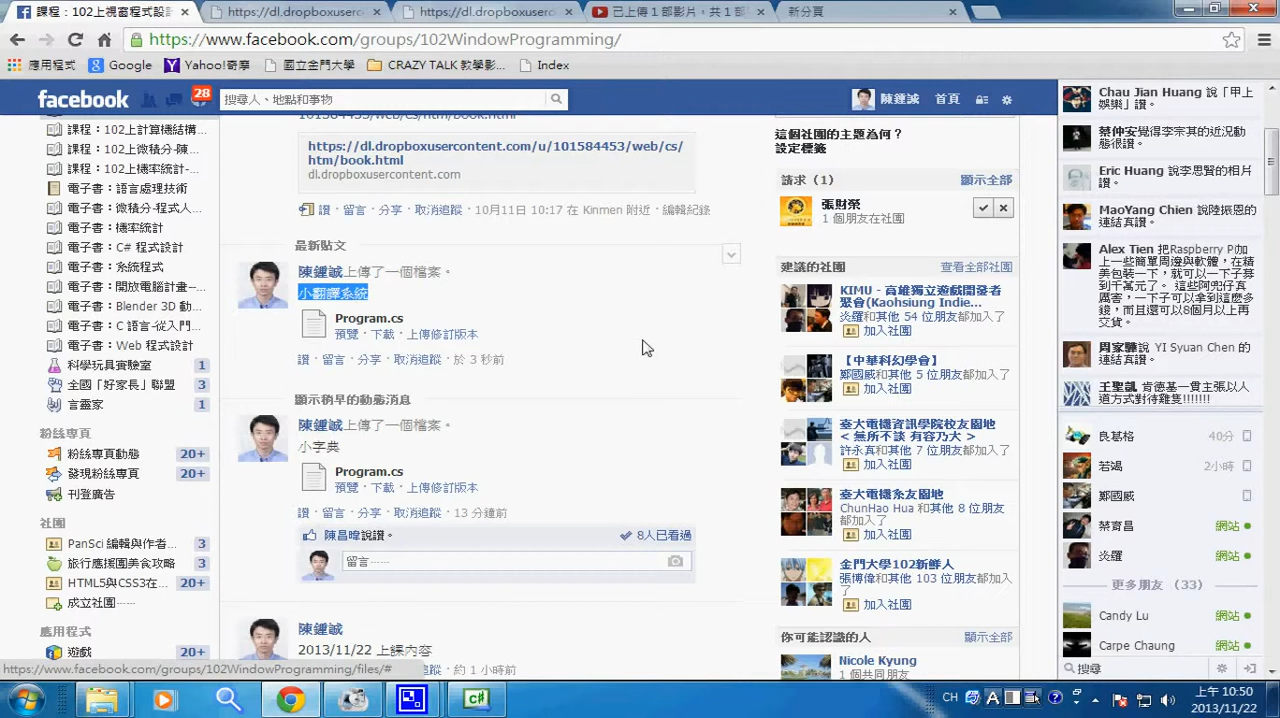 課程：102上視窗程式設
https://dl.dropboxuserc
https://dl.dropboxuserc
已上傳 1 部影片，共 1 部
新分頁
https://www.facebook.com/groups/102WindowProgramming/
應用程式
Google
Yahoo!奇摩
國立金門大學
CRAZY TALK 教學影...
Index
facebook
28
搜尋人、地點和事物
陳鍾誠
首頁
課程：102上計算機結構...
課程：102上微積分-陳...
課程：102上機率統計-...
電子書：語言處理技術
電子書：微積分-程式人...
電子書：機率統計
電子書：C# 程式設計
電子書：系統程式
電子書：開放電腦計畫--...
電子書：Blender 3D 動...
電子書：C 語言-從入門...
電子書：Web 程式設計
科學玩具實驗室 1
全國「好家長」聯盟 3
言靈家 1
粉絲專頁
粉絲專頁動態 20+
發現粉絲專頁 20+
刊登廣告
社團
PanSci 編輯與作者... 3
旅行應援團美食攻略 3
HTML5與CSS3在... 20+
成立社團……
應用程式
遊戲 20+
https://www.facebook.com/groups/102WindowProgramming/files/#
101584453/web/cs/htm/book.html
https://dl.dropboxusercontent.com/u/101584453/web/cs/
htm/book.html
dl.dropboxusercontent.com
讚 · 留言 · 分享 · 取消追蹤 · 10月11日 10:17 在 Kinmen 附近 · 編輯紀錄
最新貼文
陳鍾誠上傳了一個檔案。
小翻譯系統
Program.cs
預覽 · 下載 · 上傳修訂版本
讚 · 留言 · 分享 · 取消追蹤 · 於 3 秒前
顯示稍早的動態消息
陳鍾誠上傳了一個檔案。
小字典
Program.cs
預覽 · 下載 · 上傳修訂版本
讚 · 留言 · 分享 · 取消追蹤 · 13 分鐘前
陳昌暐說讚。
8人已看過
留言……
陳鍾誠
2013/11/22 上課內容
· 約 1 小時前
這個社團的主題為何？
設定標籤
請求（1）
顯示全部
張財榮
1 個朋友在社團
建議的社團
查看全部社團
KIMU - 高雄獨立遊戲開發者
聚會(Kaohsiung Indie...
炎羅和其他 54 位朋友都加入了
加入社團
【中華科幻學會】
鄭國威和其他 5 位朋友都加入了
加入社團
臺大電機資訊學院校友園地
< 無所不談 有容乃大 >
許永真和其他 7 位朋友都加入了
加入社團
臺大電機系友園地
ChunHao Hua 和其他 8 位朋友
都加入了
加入社團
金門大學102新鮮人
張博偉和其他 103 位朋友都加入
了
加入社團
你可能認識的人
顯示全部
Nicole Kyung
1 個共同朋友
Chau Jian Huang 說「甲上
娛樂」讚。
蔡仲安覺得李宗淇的近況動
態很讚。
Eric Huang 說李思賢的相片
讚。
MaoYang Chien 說陸振恩的
連結真讚。
Alex Tien 把Raspberry Pi加
上一些簡單周邊與軟體，在精
美包裝一下，就可以一下子募
到千萬元了。 這些阿兜仔真
厲害，一下子可以募到這麼多
錢，而且還可以8個月以上再
交貨。
周家聯說 YI Syuan Chen 的
連結真讚。
王聖凱 肯德基一貫主張以人
道方式對待雞隻!!!!!!!
良葛格 40分
若渴 2小時
鄭國威
蔡育昌 網站
炎羅 網站
更多朋友（33）
Candy Lu 網站
Carpe Chaung 網站
搜尋
CH
上午 10:50
2013/11/22